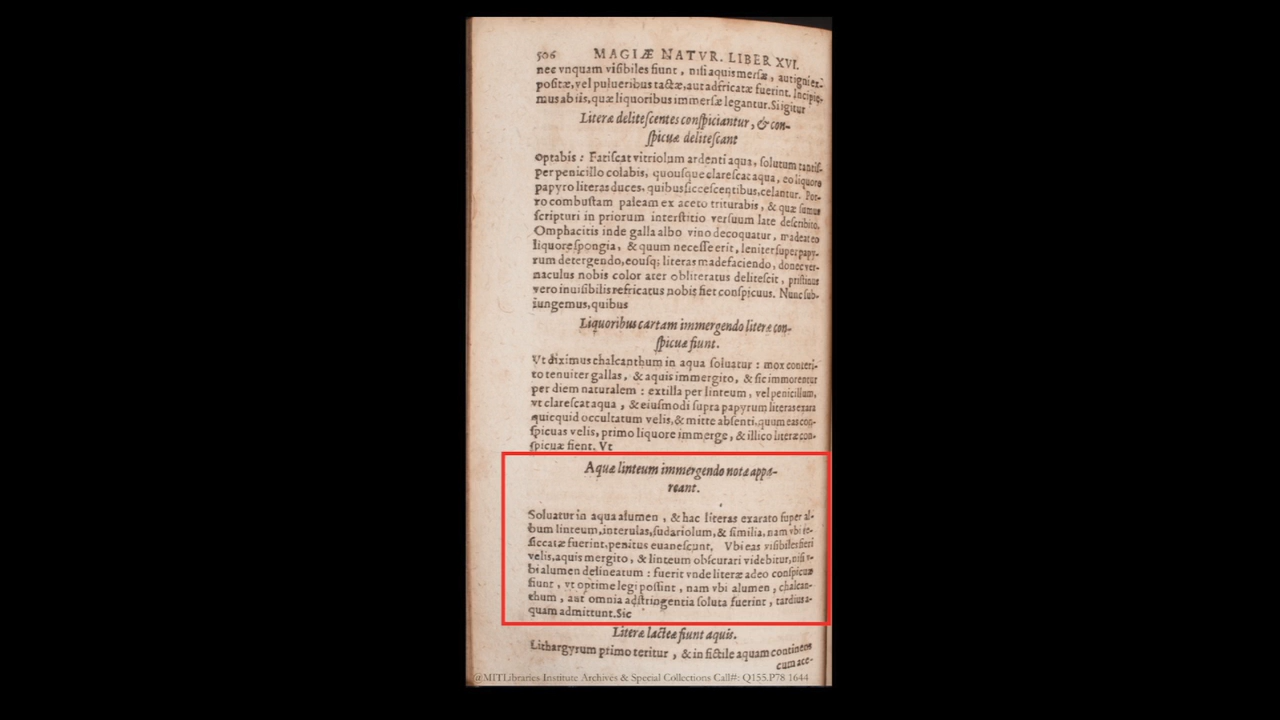 506 MAGIÆ NATVR. LIBER XVI.
nec vnquam visibiles fiunt, nisi aquis mersæ, aut igni ex-
positæ, vel pulueribus tactæ, aut adfricatæ fuerint. Incipie-
mus ab iis, quæ liquoribus immersæ legantur. Si igitur
Literæ delitescentes conspiciantur, & con-
spicuæ delitescant
optabis: Fatiscat vitriolum ardenti aqua, solutum tantis-
per penicillo colabis, quousque clarescat aqua, eo liquore
papyro literas duces, quibus siccescentibus, celantur. Por-
ro combustam paleam ex aceto triturabis, & quæ sumus
scripturi in priorum interstitio versuum late describito.
Omphacitis inde galla albo vino decoquatur, madeat eo
liquore spongia, & quum necesse erit, leniter super papy-
rum detergendo, eousq; literas madefaciendo, donec ver-
naculus nobis color ater obliteratus delitescit, pristinus
vero inuisibilis refricatus nobis fiet conspicuus. Nunc sub-
iungemus, quibus
Liquoribus cartam immergendo literæ con-
spicuæ fiunt.
Vt diximus chalcanthum in aqua soluatur: mox conteri-
to tenuiter gallas, & aquis immergito, & sic immorentur
per diem naturalem: extilla per linteum, vel penicillum,
vt clarescat aqua, & eiusmodi supra papyrum literas exara
quicquid occultatum velis, & mitte absenti, quum eas con-
spicuas velis, primo liquore immerge, & illico literæ con-
spicuæ fient. Vt
Aquæ linteum immergendo notæ appa-
reant.
Soluatur in aqua alumen, & hac literas exarato super al-
bum linteum, interulas, sudariolum, & similia, nam vbi re-
siccatæ fuerint, penitus euanescunt. Vbi eas visibiles fieri
velis, aquis mergito, & linteum obscurari videbitur, nisi v-
bi alumen delineatum: fuerit vnde literæ adeo conspicuæ
fiunt, vt optime legi possint, nam vbi alumen, chalcan-
thum, aut omnia adstringentia soluta fuerint, tardius a-
quam admittunt. Sic
Literæ lacteæ fiunt aquis.
Lithargyrum primo teritur, & in fictile aquam continens
cum ace-
@MITLibraries Institute Archives & Special Collections Call#: Q155.P78 1644